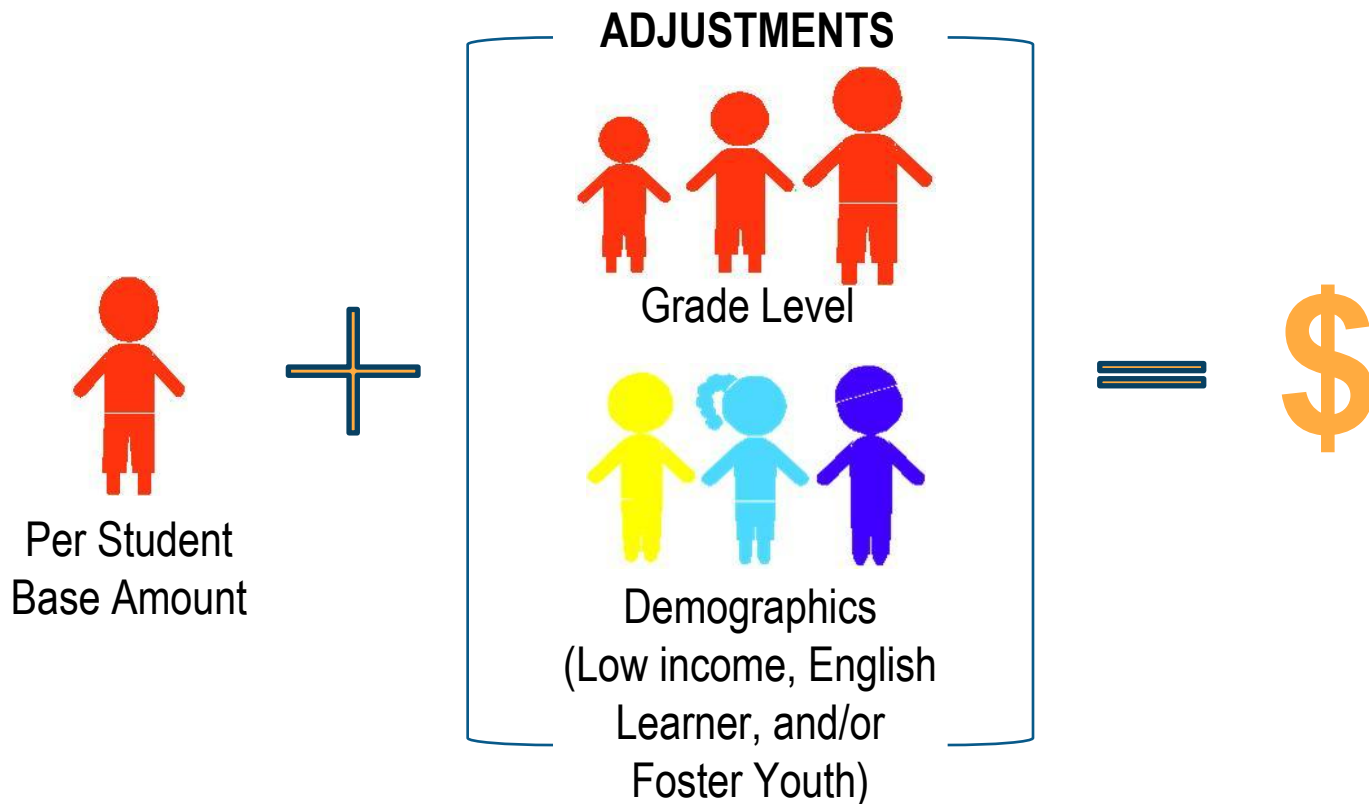 ADJUSTMENTS
Grade Level
Per Student
Base Amount
Demographics
(Low income, English
Learner, and/or
Foster Youth)
$